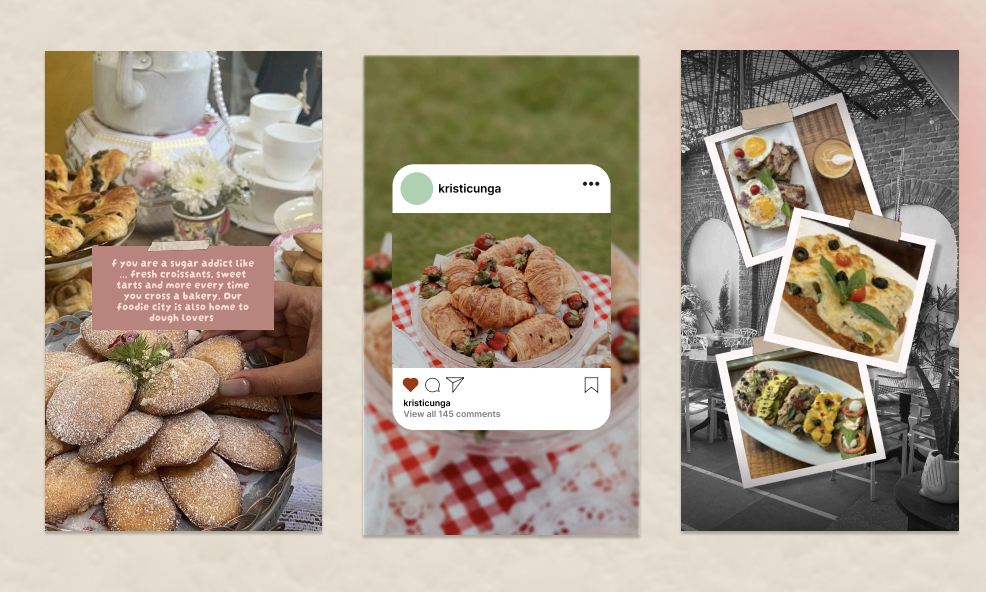 f you are a sugar addict like
... fresh croissants, sweet
tarts and more every time
you cross a bakery. Our
foodie city is also home to
dough lovers
kristicunga
kristicunga
View all 145 comments